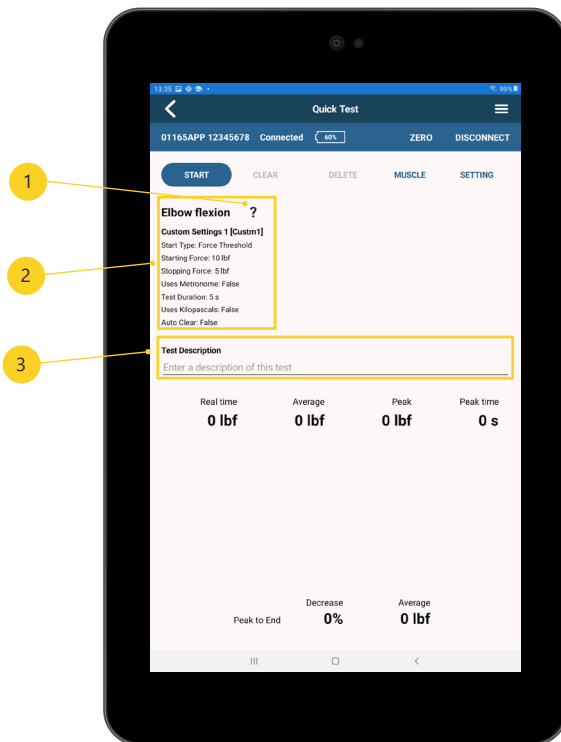 13:35
99%
Quick Test
01165APP 12345678 Connected 60% ZERO DISCONNECT
START CLEAR DELETE MUSCLE SETTING
1
Elbow flexion ?
Custom Settings 1 [Custm1]
Start Type: Force Threshold
Starting Force: 10 lbf
2
Stopping Force: 5 lbf
Uses Metronome: False
Test Duration: 5 s
Uses Kilopascals: False
Auto Clear: False
3
Test Description
Enter a description of this test
Real time Average Peak Peak time
0 lbf 0 lbf 0 lbf 0 s
Decrease Average
Peak to End 0% 0 lbf